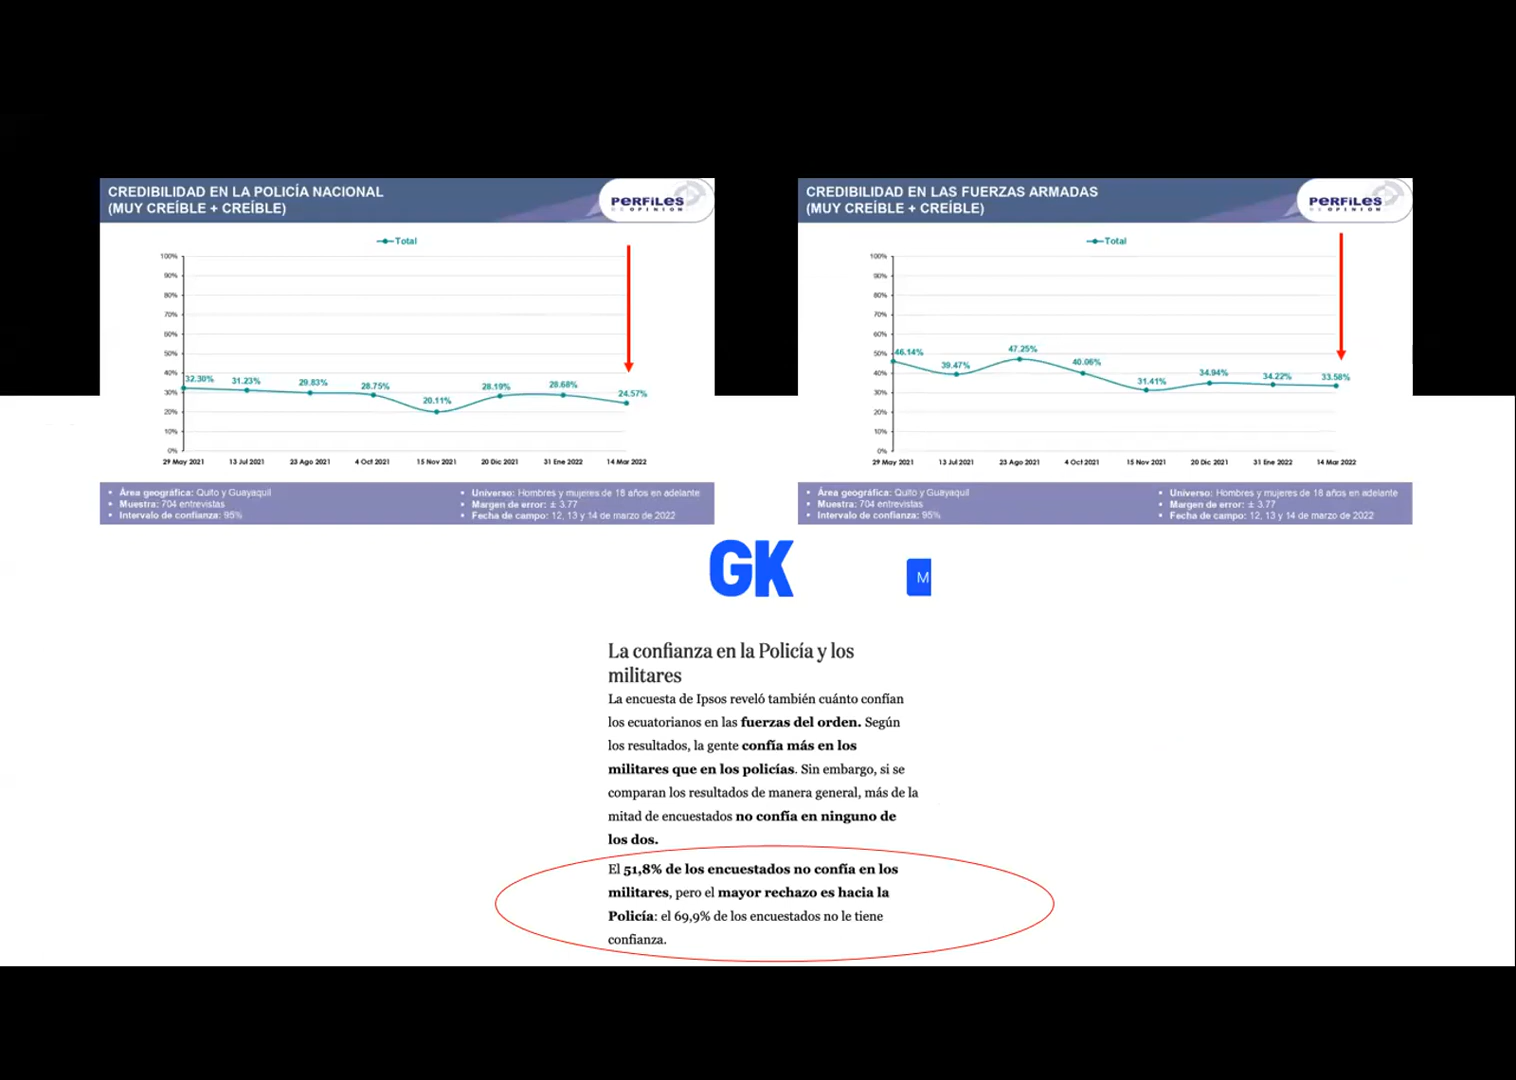 CREDIBILIDAD EN LA POLICÍA NACIONAL
(MUY CREÍBLE + CREÍBLE)
PERFILES
DE OPINION
Total
100%
90%
80%
70%
60%
50%
40%
30%
20%
10%
0%
32.30%
31.23%
29.83%
28.75%
20.11%
28.19%
28.68%
24.57%
29 May 2021
13 Jul 2021
23 Ago 2021
4 Oct 2021
15 Nov 2021
20 Dic 2021
31 Ene 2022
14 Mar 2022
• Área geográfica: Quito y Guayaquil
• Muestra: 704 entrevistas
• Intervalo de confianza: 95%
• Universo: Hombres y mujeres de 18 años en adelante
• Margen de error: ± 3.77
• Fecha de campo: 12, 13 y 14 de marzo de 2022
CREDIBILIDAD EN LAS FUERZAS ARMADAS
(MUY CREÍBLE + CREÍBLE)
PERFILES
DE OPINION
Total
100%
90%
80%
70%
60%
50%
40%
30%
20%
10%
0%
46.14%
39.47%
47.25%
40.06%
31.41%
34.94%
34.22%
33.58%
29 May 2021
13 Jul 2021
23 Ago 2021
4 Oct 2021
15 Nov 2021
20 Dic 2021
31 Ene 2022
14 Mar 2022
• Área geográfica: Quito y Guayaquil
• Muestra: 704 entrevistas
• Intervalo de confianza: 95%
• Universo: Hombres y mujeres de 18 años en adelante
• Margen de error: ± 3.77
• Fecha de campo: 12, 13 y 14 de marzo de 2022
GK
M
La confianza en la Policía y los
militares
La encuesta de Ipsos reveló también cuánto confían
los ecuatorianos en las fuerzas del orden. Según
los resultados, la gente confía más en los
militares que en los policías. Sin embargo, si se
comparan los resultados de manera general, más de la
mitad de encuestados no confía en ninguno de
los dos.
El 51,8% de los encuestados no confía en los
militares, pero el mayor rechazo es hacia la
Policía: el 69,9% de los encuestados no le tiene
confianza.